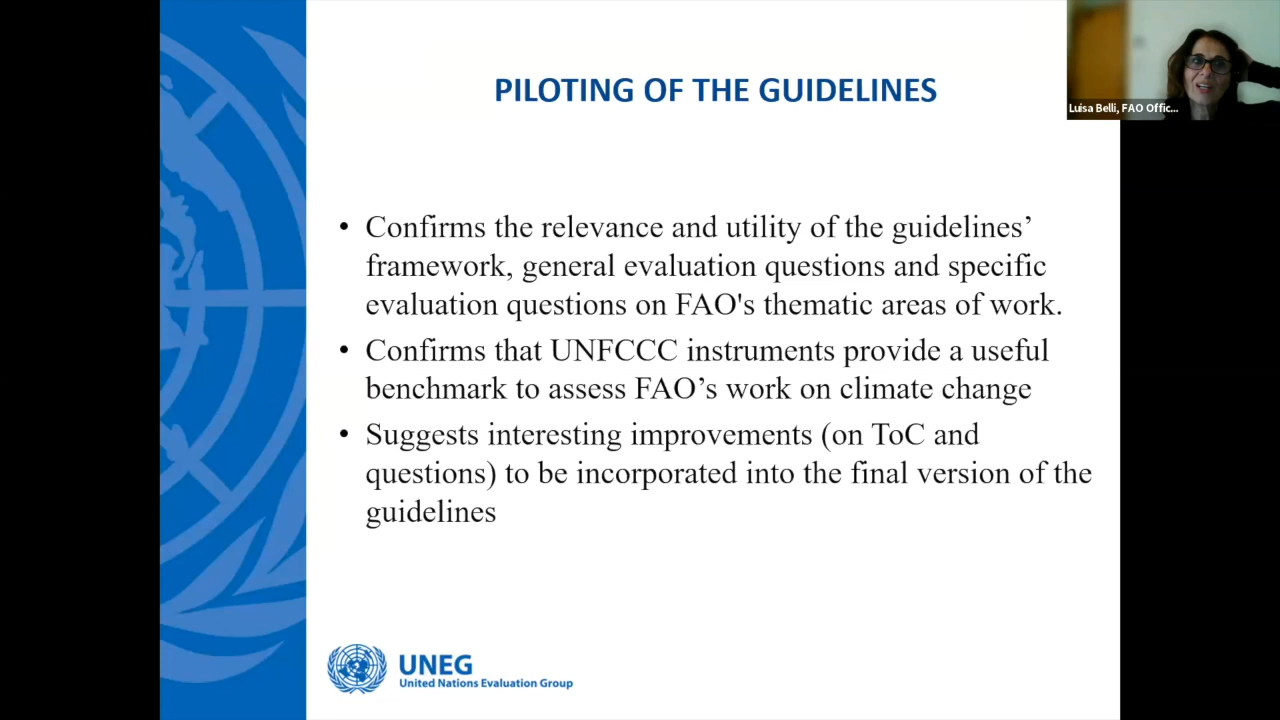 PILOTING OF THE GUIDELINES
Luisa Belli, FAO Offic...
• Confirms the relevance and utility of the guidelines’
framework, general evaluation questions and specific
evaluation questions on FAO's thematic areas of work.
• Confirms that UNFCCC instruments provide a useful
benchmark to assess FAO’s work on climate change
• Suggests interesting improvements (on ToC and
questions) to be incorporated into the final version of the
guidelines
UNEG
United Nations Evaluation Group